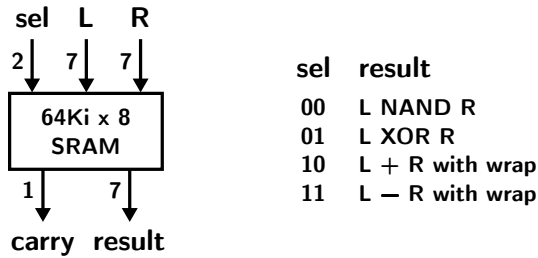 sel L R
2 7 7
64Ki x 8
SRAM
1 7
carry result
sel result
00 L NAND R
01 L XOR R
10 L + R with wrap
11 L − R with wrap